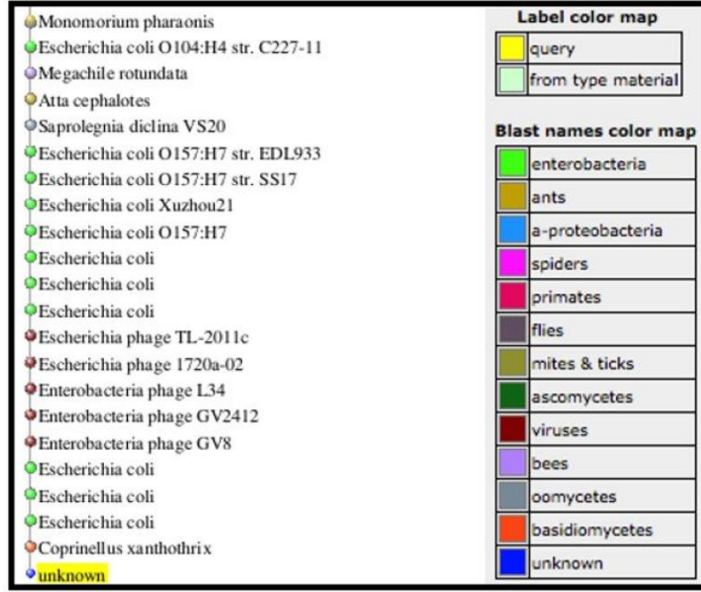 Monomorium pharaonis
Escherichia coli O104:H4 str. C227-11
Megachile rotundata
Atta cephalotes
Saprolegnia diclina VS20
Escherichia coli O157:H7 str. EDL933
Escherichia coli O157:H7 str. SS17
Escherichia coli Xuzhou21
Escherichia coli O157:H7
Escherichia coli
Escherichia coli
Escherichia coli
Escherichia phage TL-2011c
Escherichia phage 1720a-02
Enterobacteria phage L34
Enterobacteria phage GV2412
Enterobacteria phage GV8
Escherichia coli
Escherichia coli
Escherichia coli
Coprinellus xanthothrix
unknown
Label color map
query
from type material
Blast names color map
enterobacteria
ants
a-proteobacteria
spiders
primates
flies
mites & ticks
ascomycetes
viruses
bees
oomycetes
basidiomycetes
unknown